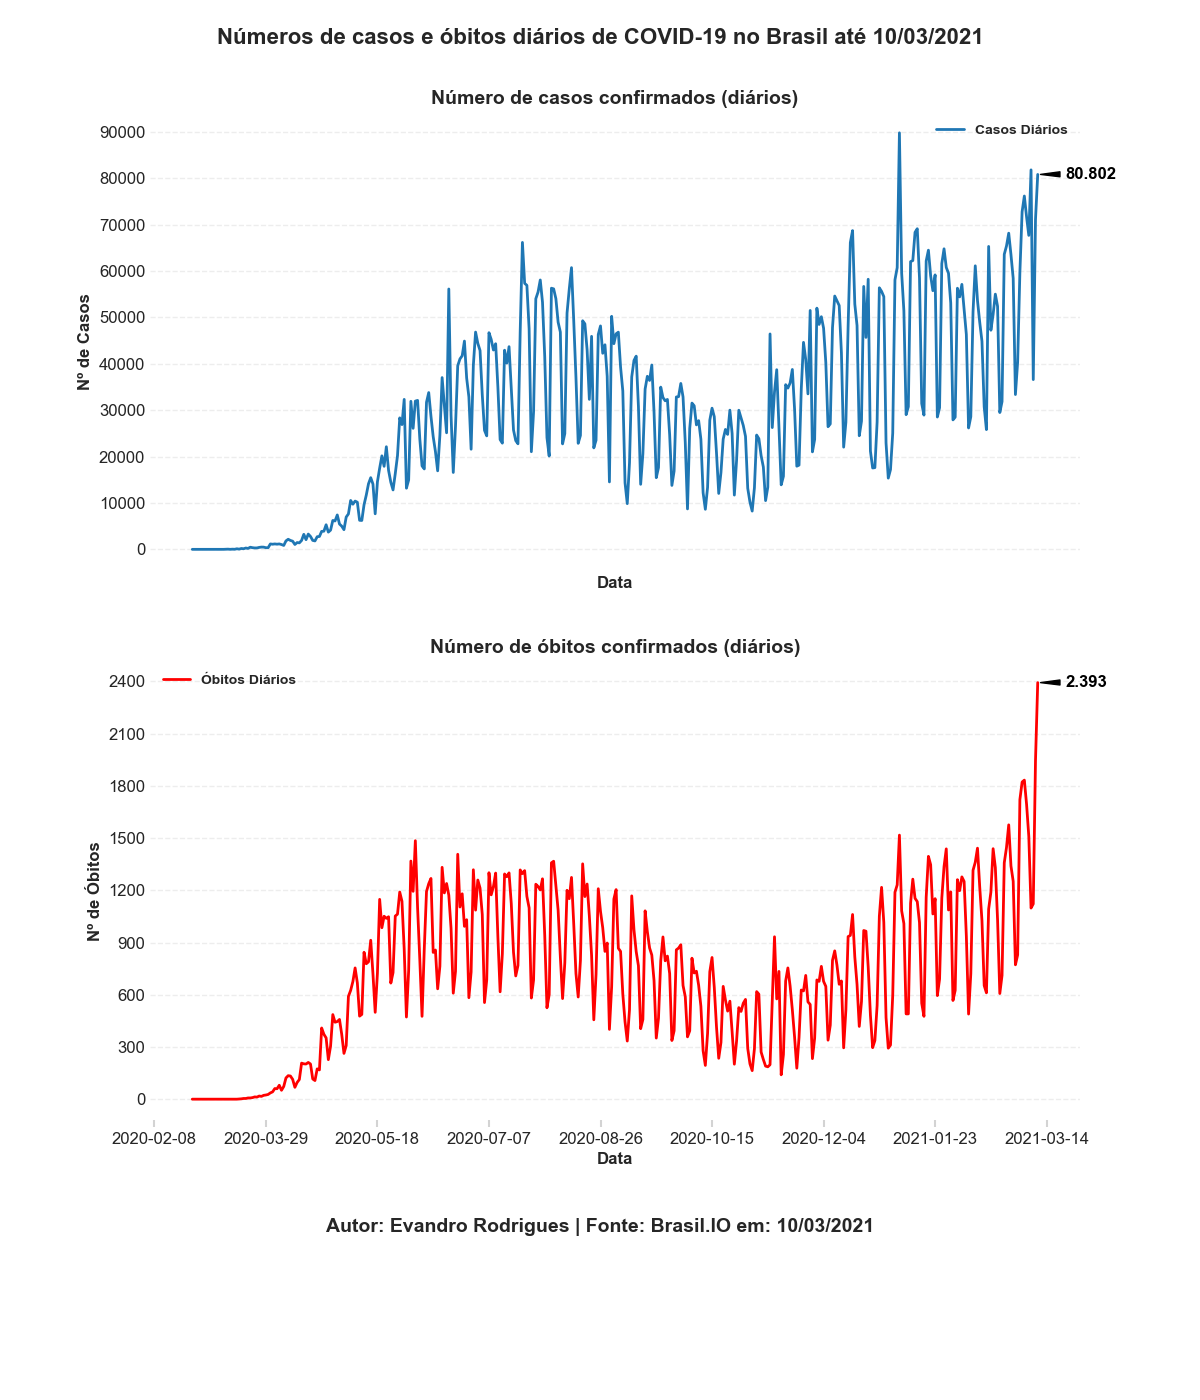 Números de casos e óbitos diários de COVID-19 no Brasil até 10/03/2021
Número de casos confirmados (diários)
Casos Diários
90000
80000
70000
60000
50000
40000
30000
20000
10000
0
80.802
Nº de Casos
Data
Número de óbitos confirmados (diários)
Óbitos Diários
2400
2100
1800
1500
1200
900
600
300
0
2.393
Nº de Óbitos
2020-02-08 2020-03-29 2020-05-18 2020-07-07 2020-08-26 2020-10-15 2020-12-04 2021-01-23 2021-03-14
Data
Autor: Evandro Rodrigues | Fonte: Brasil.IO em: 10/03/2021